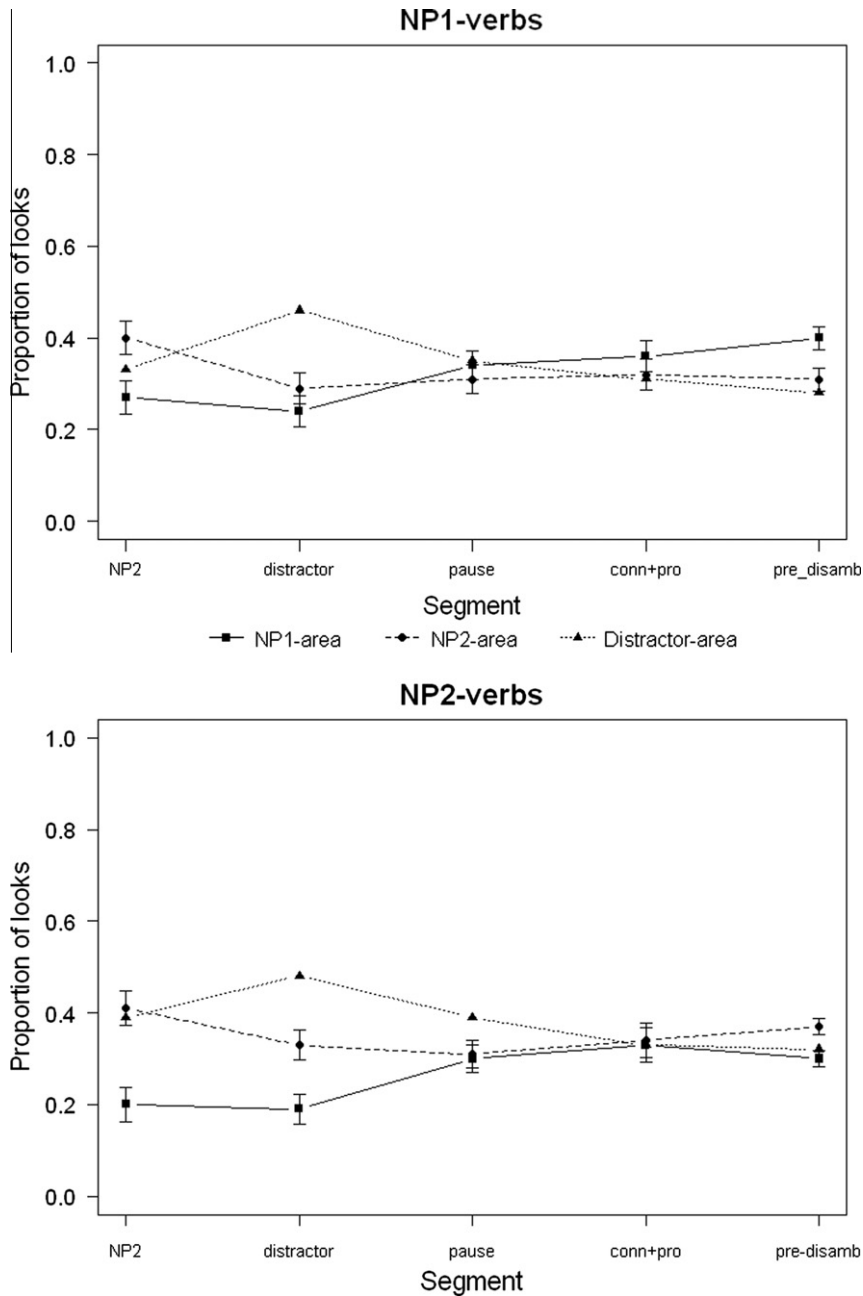 NP1-verbs
1.0
0.8
0.6
0.4
0.2
0.0
Proportion of looks
NP2 distractor pause conn+pro pre_disamb
Segment
NP1-area NP2-area Distractor-area
NP2-verbs
1.0
0.8
0.6
0.4
0.2
0.0
Proportion of looks
NP2 distractor pause conn+pro pre-disamb
Segment